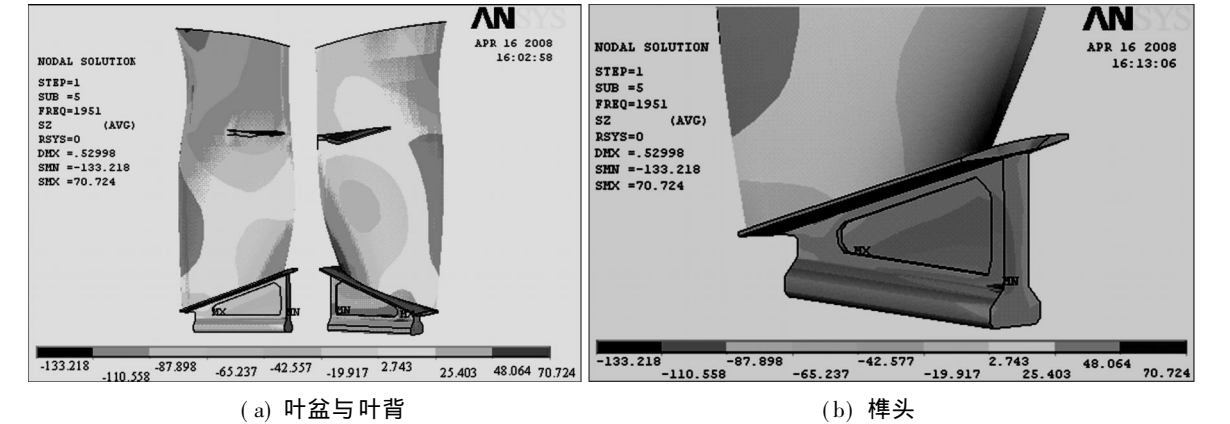 ANSYS
APR 16 2008
16:02:58
NODAL SOLUTION
STEP=1
SUB =5
FREQ=1951
SZ (AVG)
RSYS=0
DMX =.52998
SMN =-133.218
SMX =70.724
MX
MN
MN
MX
-133.218 -110.558 -87.898 -65.237 -42.557 -19.917 2.743 25.403 48.064 70.724
(a) 叶盆与叶背
ANSYS
APR 16 2008
16:13:06
NODAL SOLUTION
STEP=1
SUB =5
FREQ=1951
SZ (AVG)
RSYS=0
DMX =.52998
SMN =-133.218
SMX =70.724
MX
MN
-133.218 -110.558 -87.898 -65.237 -42.577 -19.917 2.743 25.403 48.064 70.724
(b) 榫头